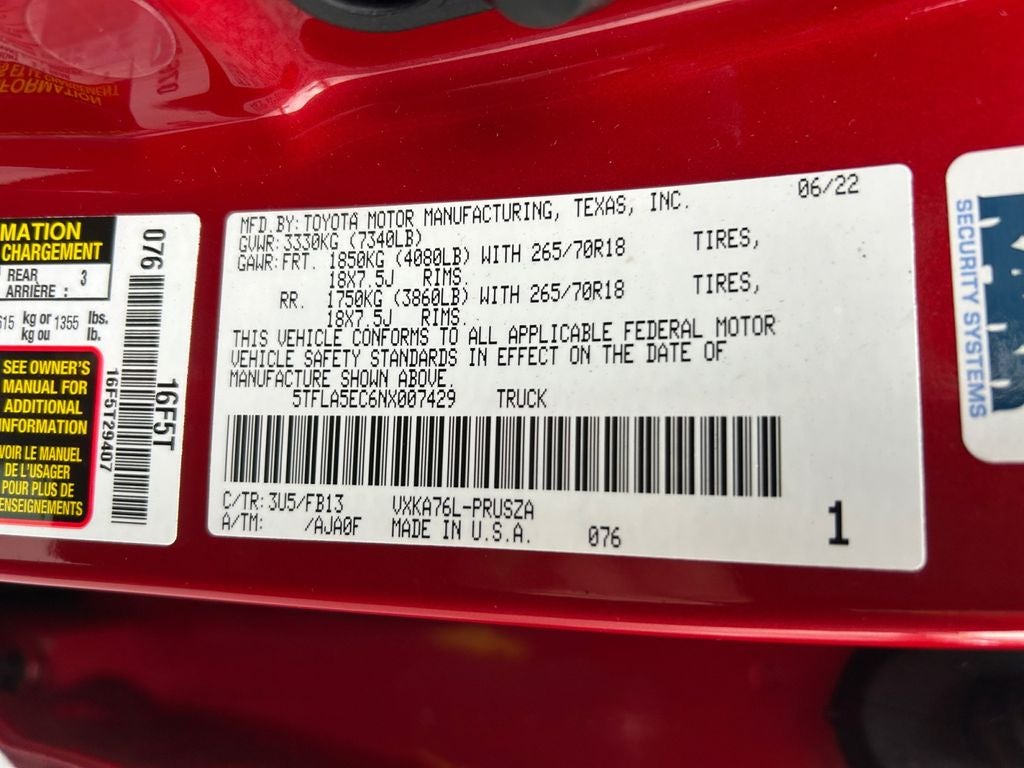 MFD. BY: TOYOTA MOTOR MANUFACTURING, TEXAS, INC. 06/22
GVWR: 3330KG (7340LB)
GAWR: FRT. 1850KG (4080LB) WITH 265/70R18 TIRES,
18X7.5J RIMS.
RR. 1750KG (3860LB) WITH 265/70R18 TIRES,
18X7.5J RIMS.
THIS VEHICLE CONFORMS TO ALL APPLICABLE FEDERAL MOTOR
VEHICLE SAFETY STANDARDS IN EFFECT ON THE DATE OF
MANUFACTURE SHOWN ABOVE.
5TFLA5EC6NX007429 TRUCK
C/TR: 3U5/FB13 VXKA76L-PRUSZA
A/TM: /AJA0F MADE IN U.S.A. 076
1
MATION
CHARGEMENT
REAR
ARRIÈRE : 3
615 kg or 1355 lbs.
kg ou lb.
SEE OWNER'S
MANUAL FOR
ADDITIONAL
INFORMATION
VOIR LE MANUEL
DE L'USAGER
POUR PLUS DE
RENSEIGNEMENTS
076
16F5T29407
16F5T
SECURITY SYSTEMS